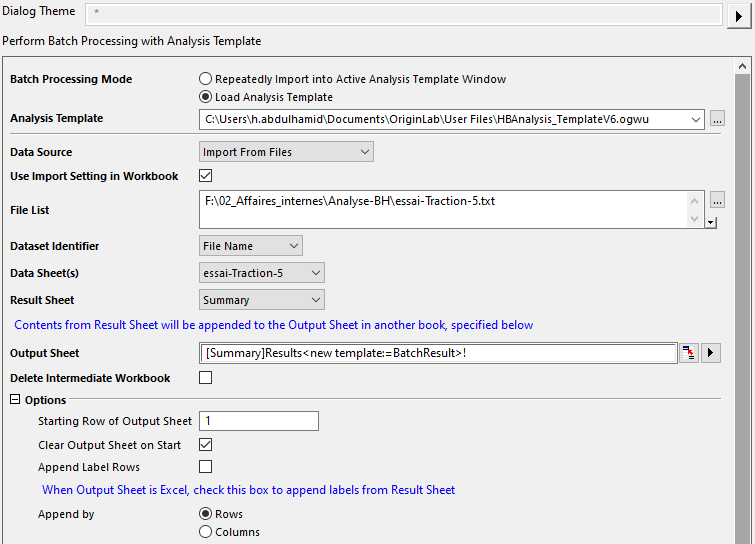 Dialog Theme *
Perform Batch Processing with Analysis Template
Batch Processing Mode Repeatedly Import into Active Analysis Template Window
Load Analysis Template
Analysis Template C:\Users\h.abdulhamid\Documents\OriginLab\User Files\HBAnalysis_TemplateV6.ogwu ...
Data Source Import From Files
Use Import Setting in Workbook
File List F:\02_Affaires_internes\Analyse-BH\essai-Traction-5.txt ...
Dataset Identifier File Name
Data Sheet(s) essai-Traction-5
Result Sheet Summary
Contents from Result Sheet will be appended to the Output Sheet in another book, specified below
Output Sheet [Summary]Results<new template:=BatchResult>!
Delete Intermediate Workbook
Options
Starting Row of Output Sheet 1
Clear Output Sheet on Start
Append Label Rows
When Output Sheet is Excel, check this box to append labels from Result Sheet
Append by Rows
Columns